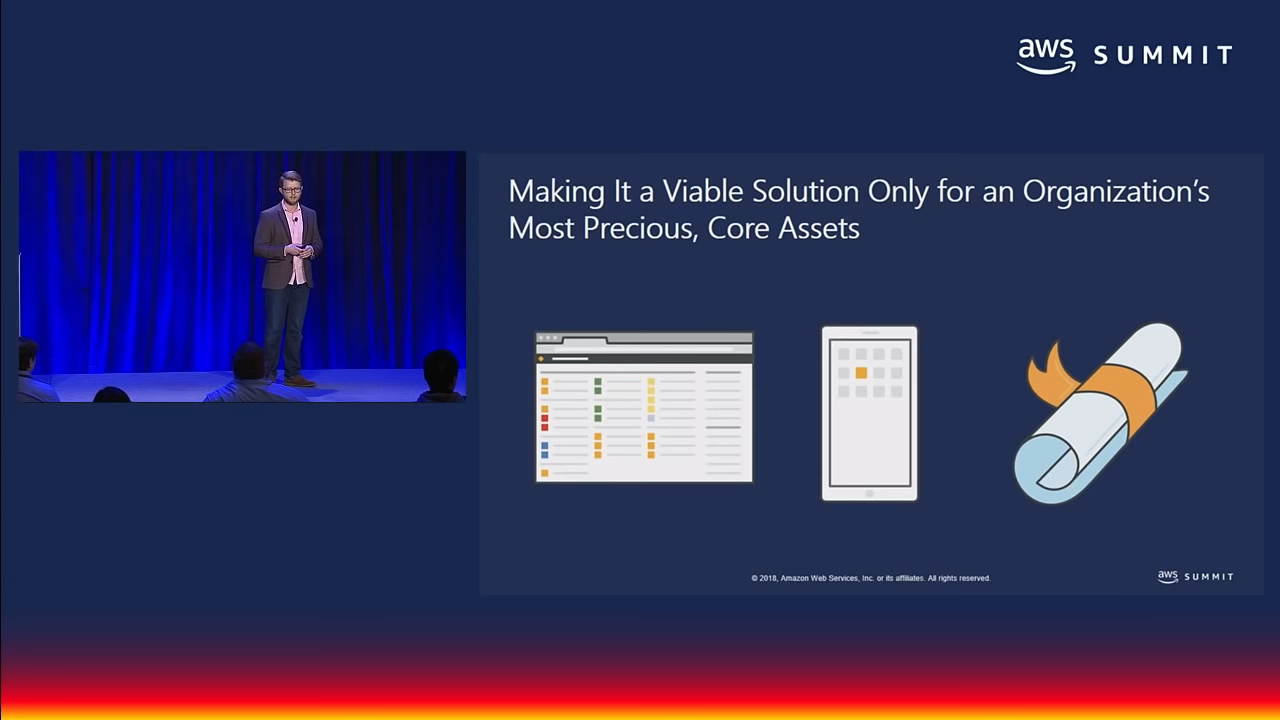 aws SUMMIT
Making It a Viable Solution Only for an Organization's
Most Precious, Core Assets
© 2018, Amazon Web Services, Inc. or its affiliates. All rights reserved.
aws SUMMIT